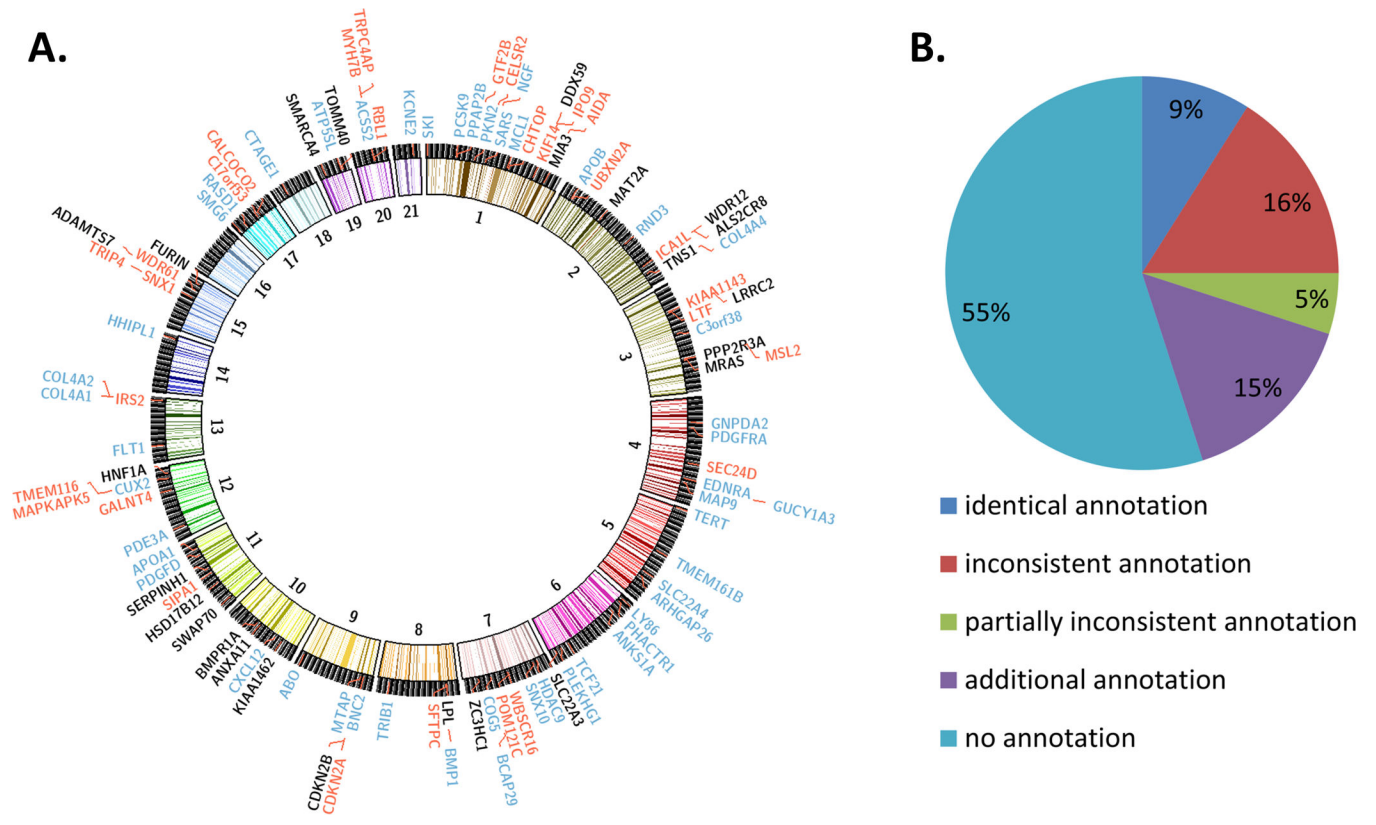 A.
B.
SKI
PCSK9
PPAP2B
PKN2
GTF2B
SARS
CELSR2
NGF
MCL1
CHTOP
KIF14
DDX59
MIA3
IPO9
AIDA
APOB
UBXN2A
MAT2A
RND3
ICA1L
WDR12
TNS1
ALS2CR8
COL4A4
KIAA1143
LTF
LRRC2
C3orf38
PPP2R3A
MSL2
MRAS
GNPDA2
PDGFRA
SEC24D
EDNRA
GUCY1A3
MAP9
TERT
TMEM161B
SLC22A4
ARHGAP26
LY86
PHACTR1
ANKS1A
TCF21
PLEKHG1
SLC22A3
HDAC9
SNX10
WBSCR16
POM121C
COG5
BCAP29
ZC3HC1
LPL
BMP1
SFTPC
TRIB1
BNC2
MTAP
CDKN2A
CDKN2B
ABO
KIAA1462
CXCL12
ANXA11
BMPR1A
SWAP70
HSD17B12
SIPA1
SERPINH1
PDGFD
APOA1
PDE3A
GALNT4
MAPKAPK5
TMEM116
CUX2
HNF1A
FLT1
COL4A1
COL4A2
IRS2
HHIPL1
SNX1
TRIP4
WDR61
ADAMTS7
FURIN
SMG6
RASD1
C17orf53
CALCOCO2
CTAGE1
SMARCA4
ATP5SL
TOMM40
MYH7B
TRPC4AP
ACSS2
RBL1
KCNE2
1
2
3
4
5
6
7
8
9
10
11
12
13
14
15
16
17
18
19
20
21
9%
16%
5%
15%
55%
identical annotation
inconsistent annotation
partially inconsistent annotation
additional annotation
no annotation